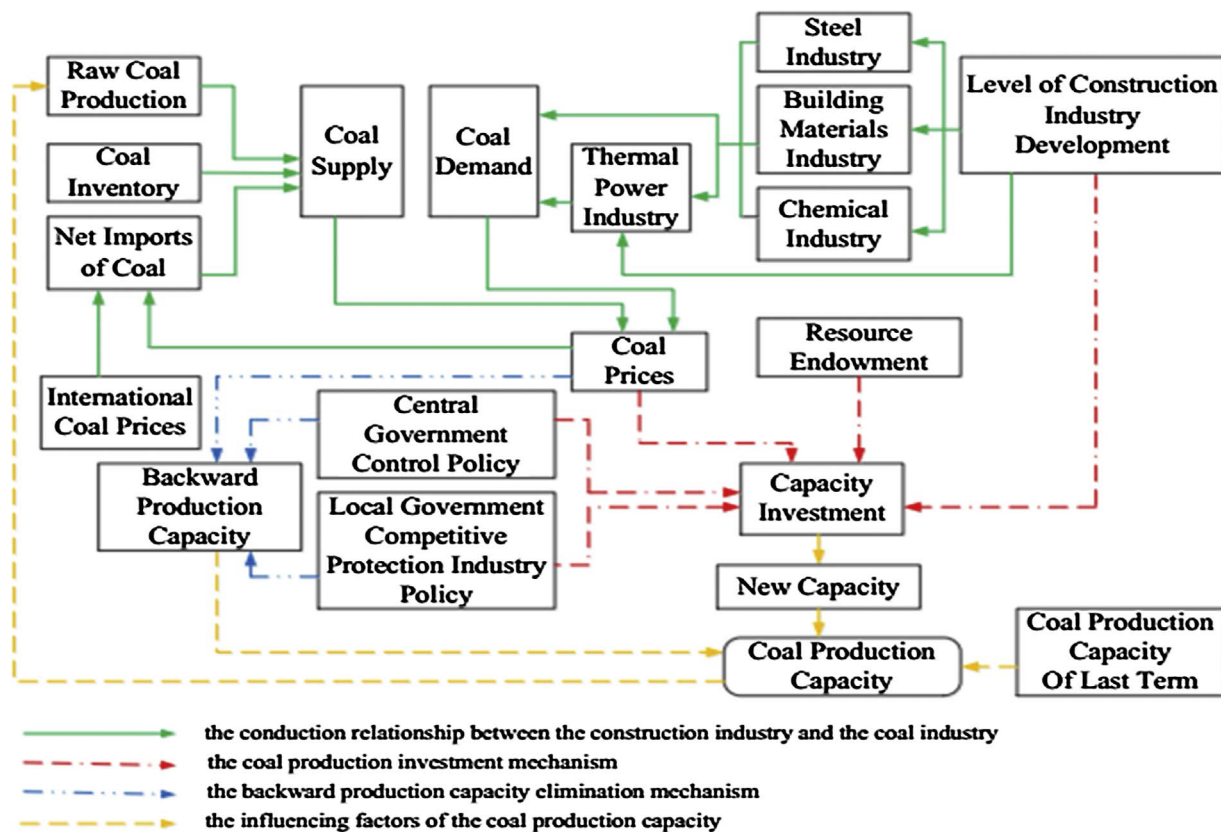 Raw Coal
Production
Coal
Inventory
Net Imports
of Coal
International
Coal Prices
Coal
Supply
Coal
Demand
Thermal
Power
Industry
Steel
Industry
Building
Materials
Industry
Chemical
Industry
Level of Construction
Industry
Development
Coal
Prices
Resource
Endowment
Central
Government
Control Policy
Backward
Production
Capacity
Local Government
Competitive
Protection Industry
Policy
Capacity
Investment
New Capacity
Coal Production
Capacity
Coal Production
Capacity
Of Last Term
the conduction relationship between the construction industry and the coal industry
the coal production investment mechanism
the backward production capacity elimination mechanism
the influencing factors of the coal production capacity